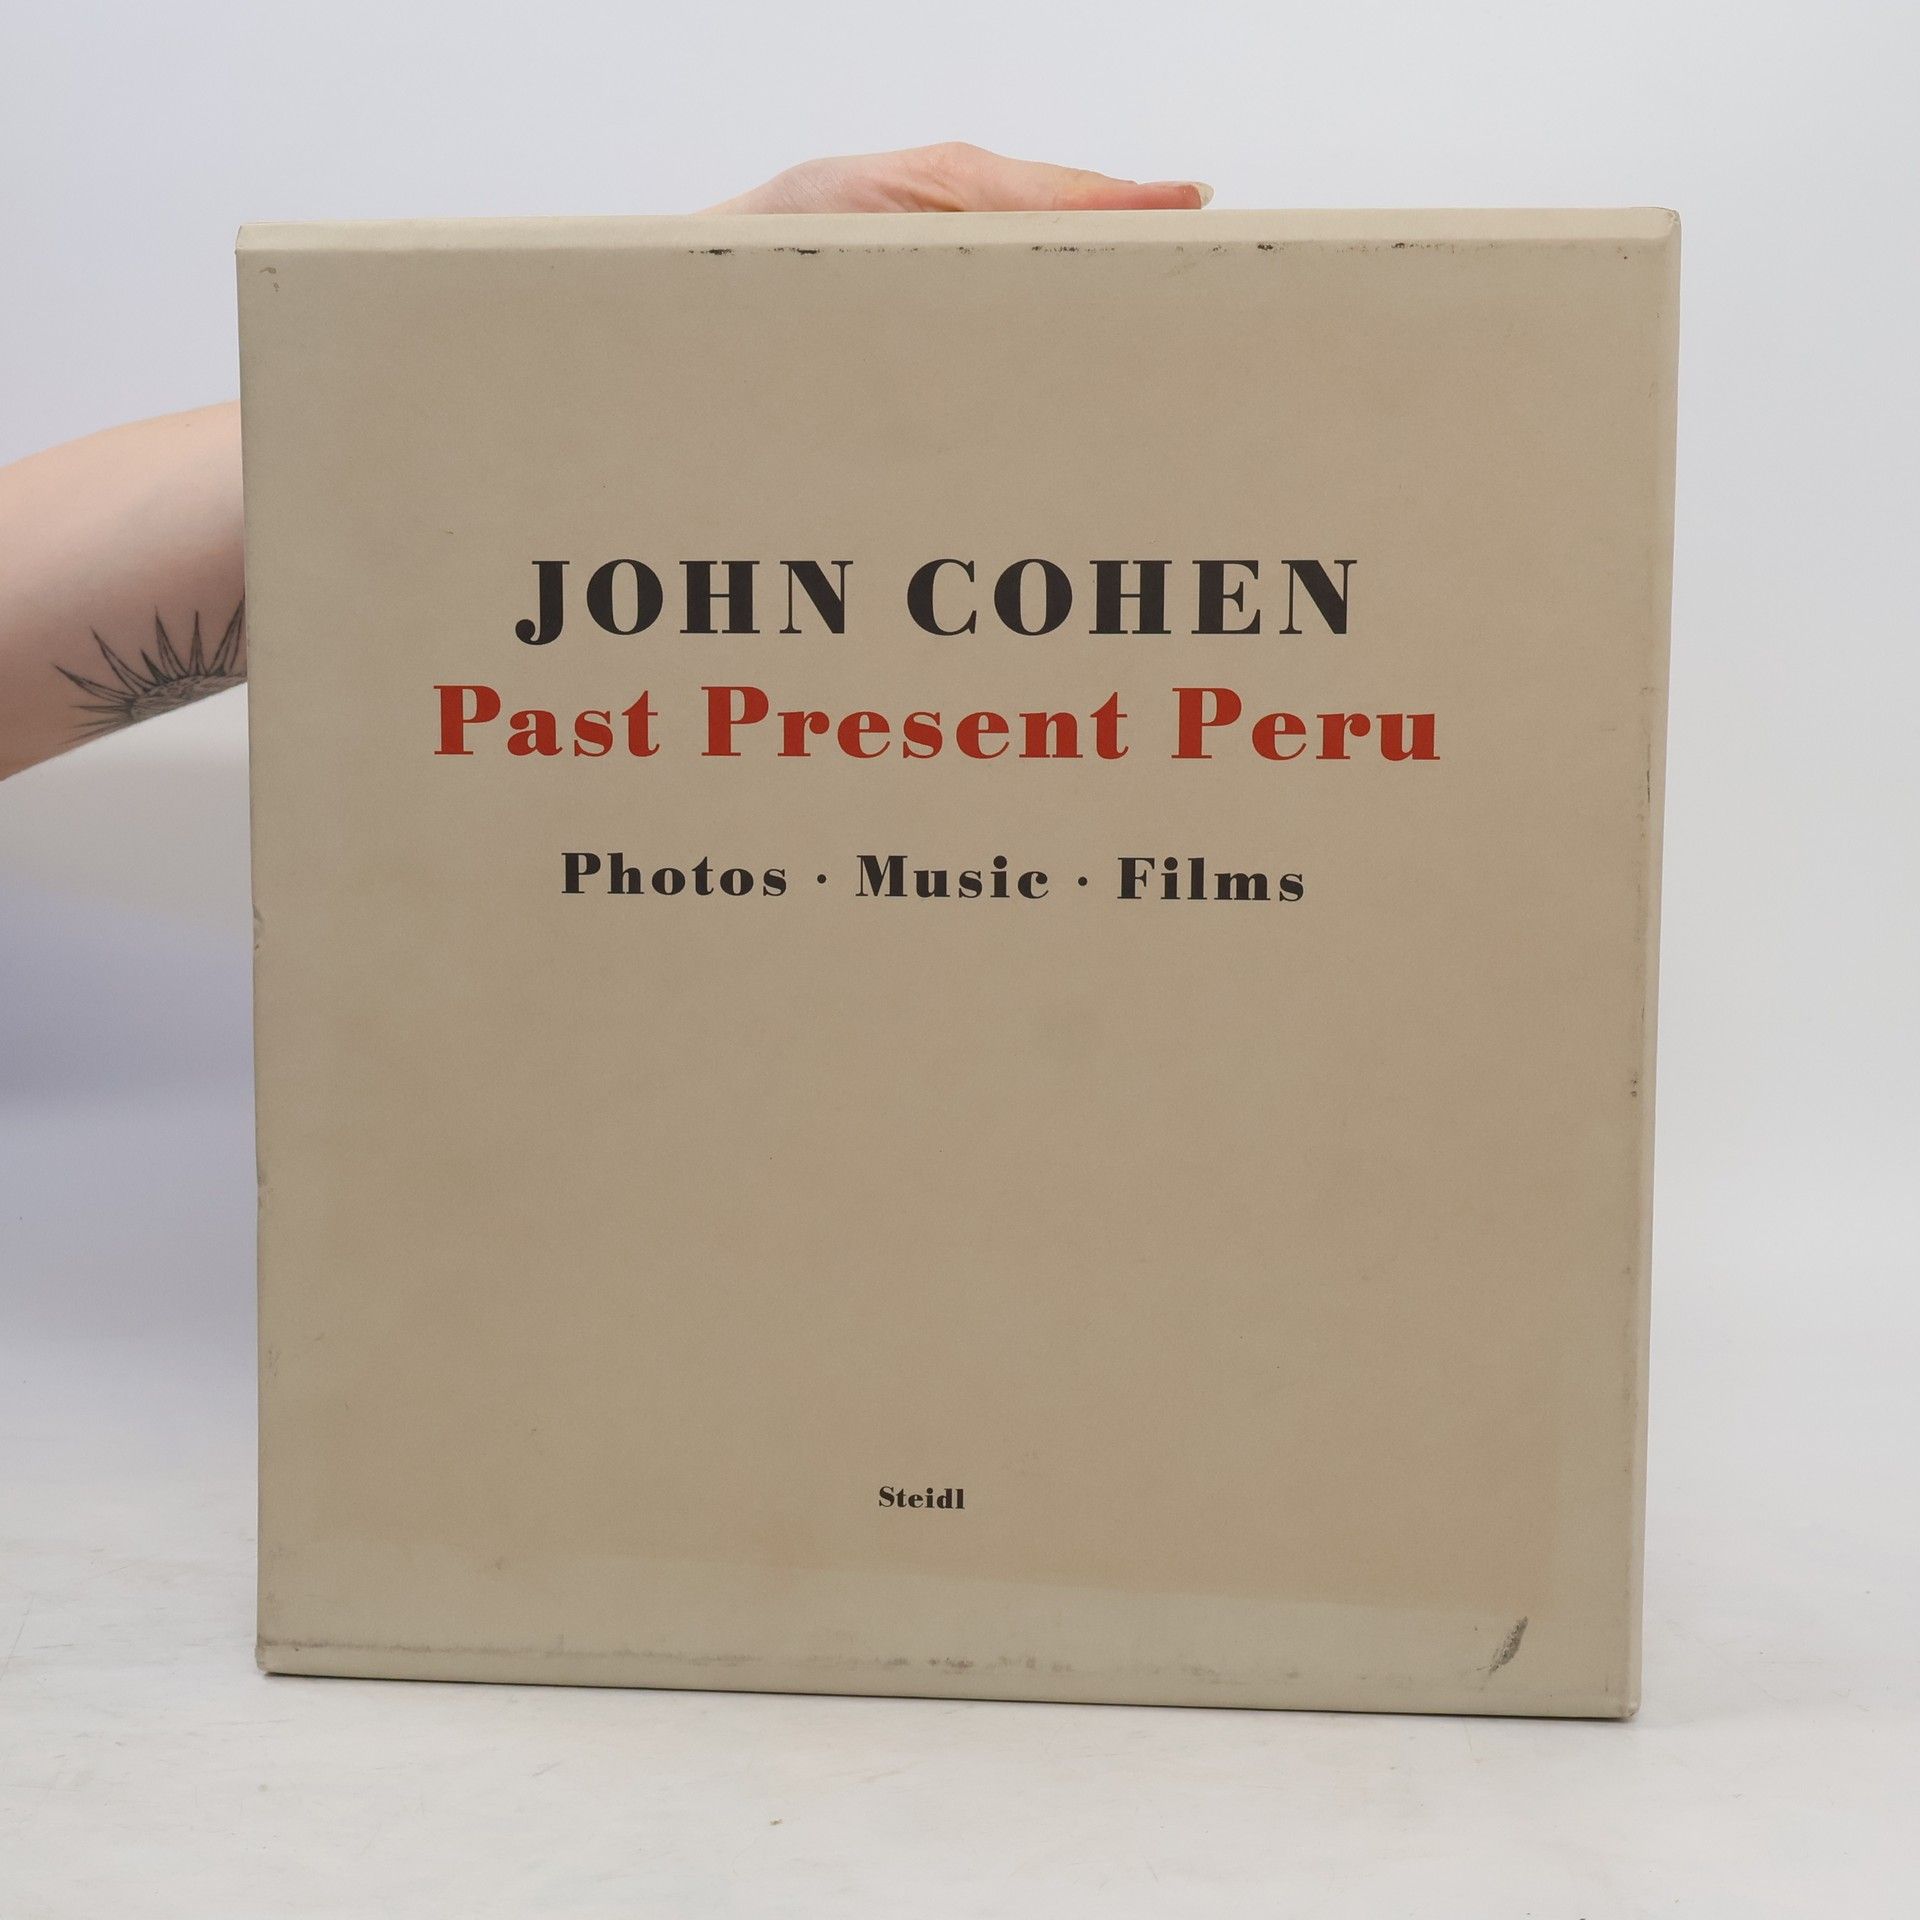 JOHN COHEN
Past Present Peru
Photos · Music · Films
Steidl